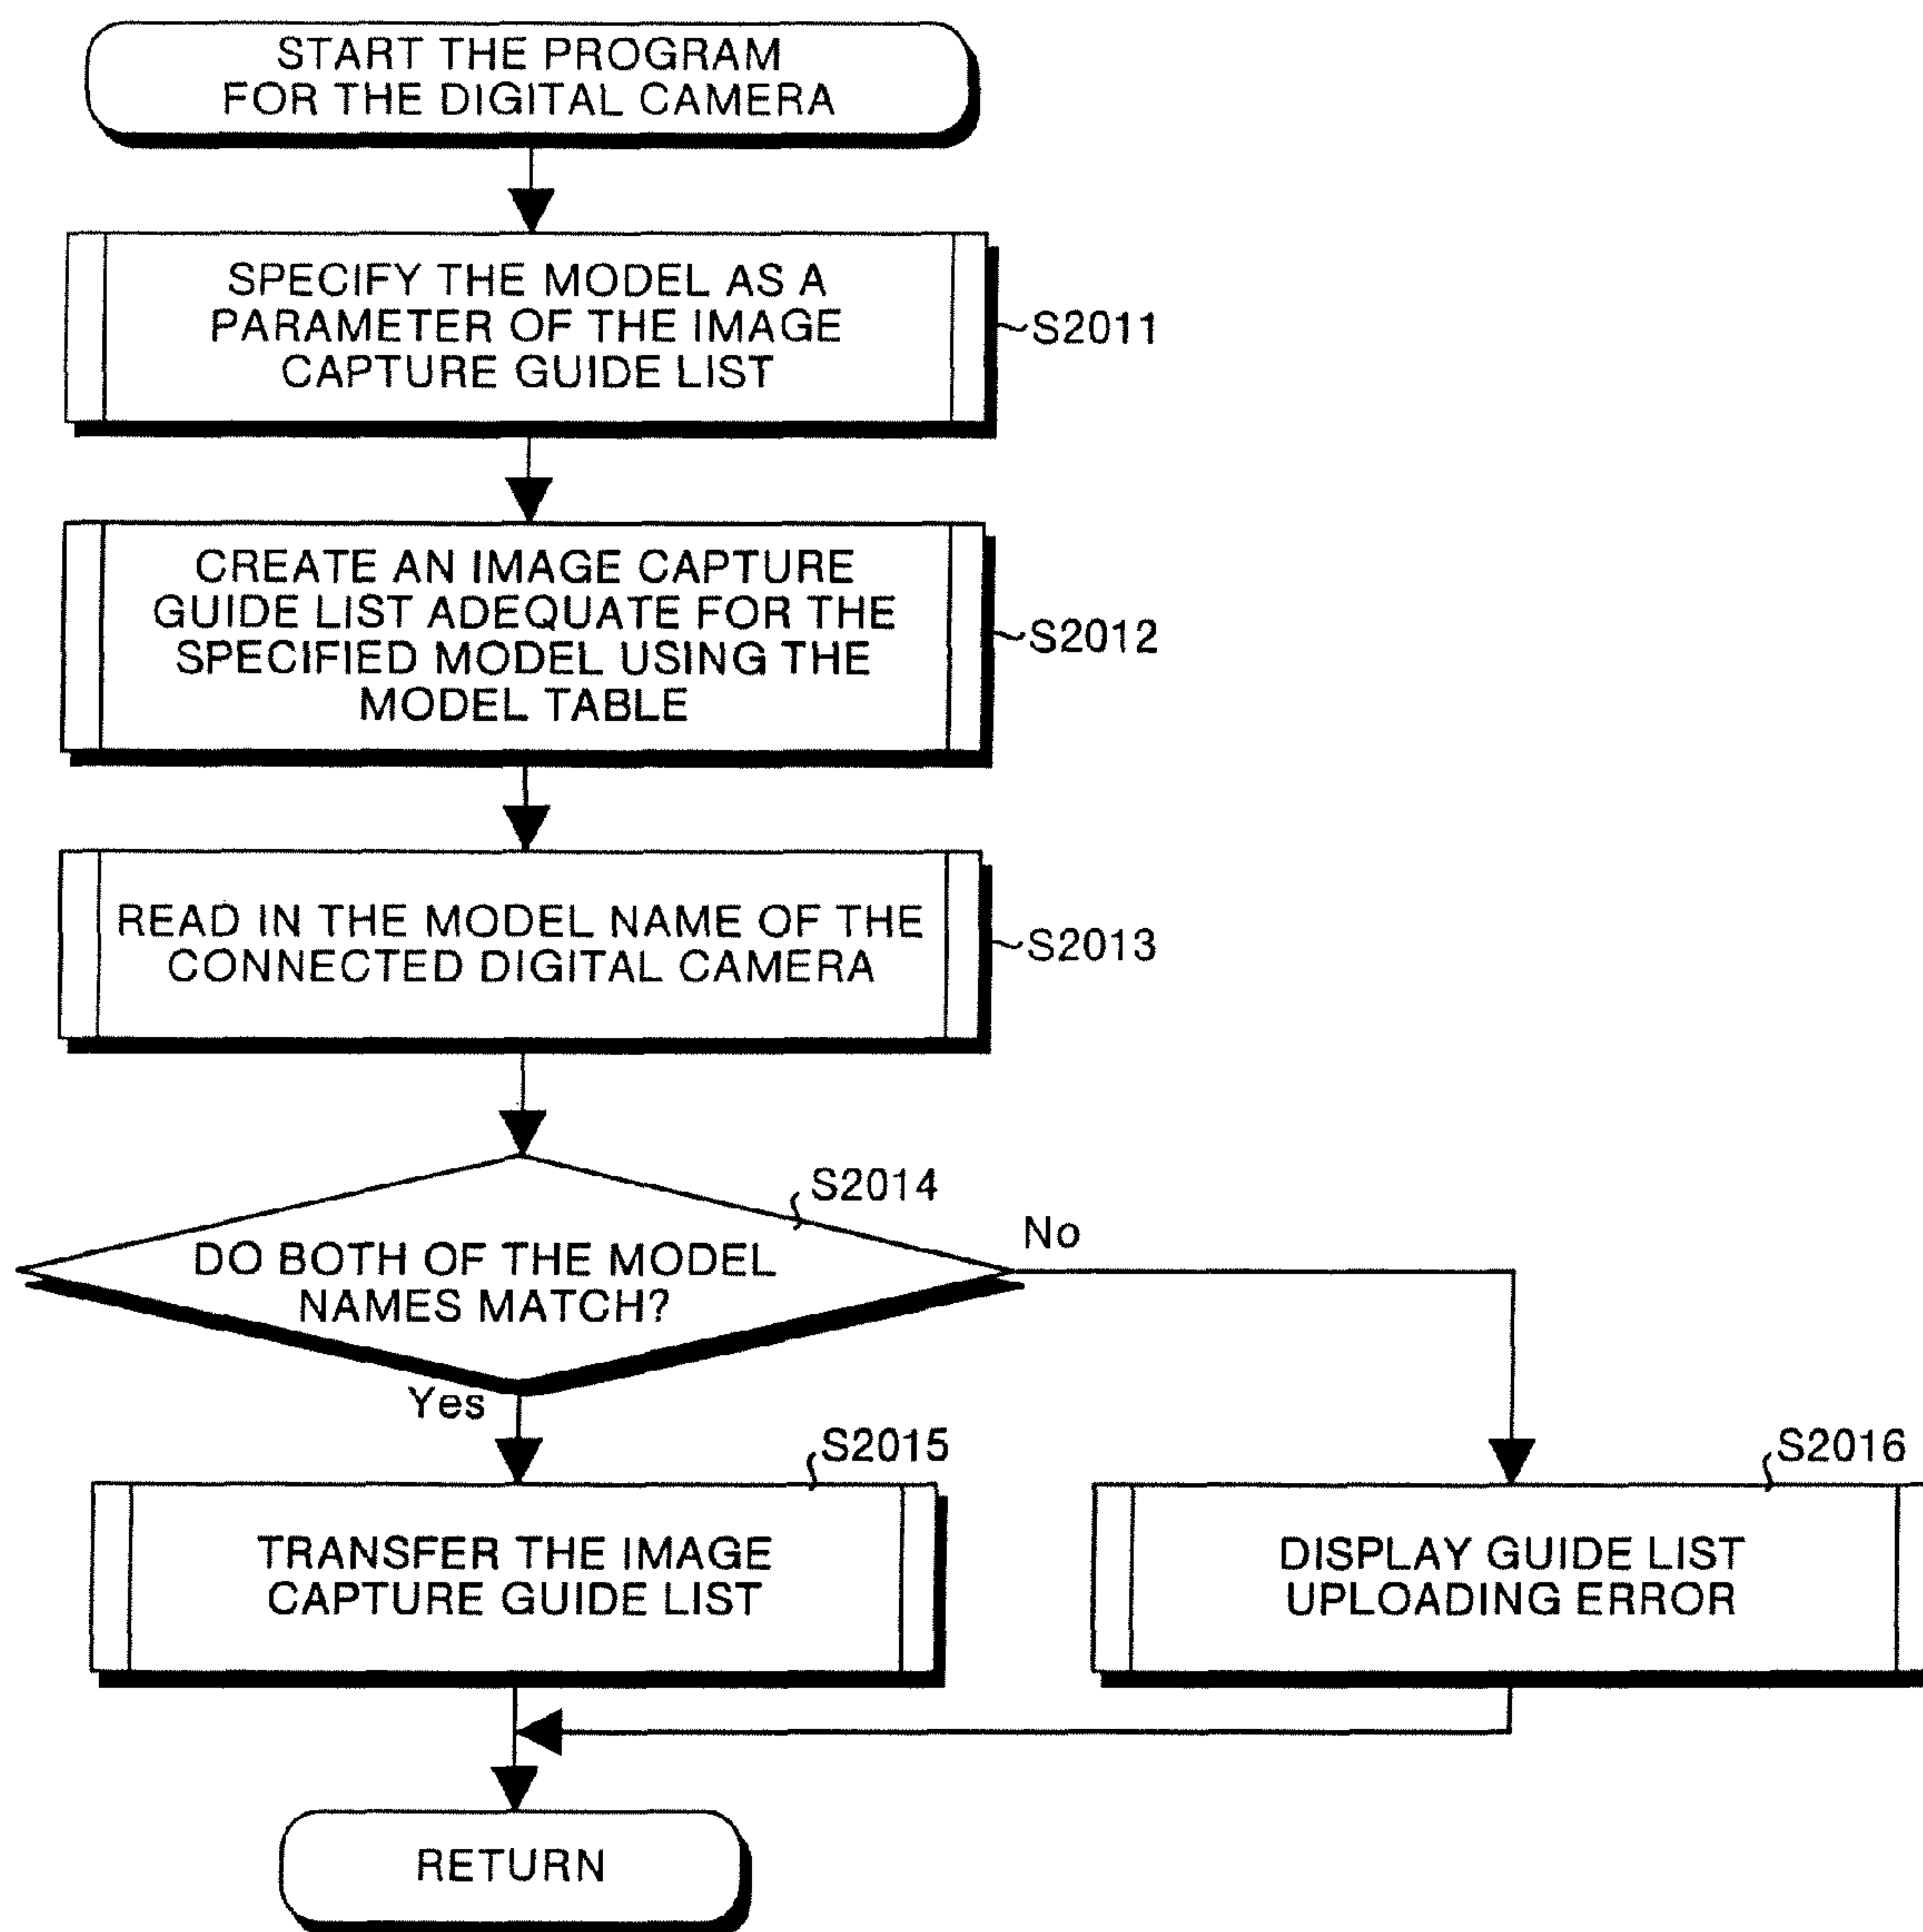 START THE PROGRAM
FOR THE DIGITAL CAMERA
SPECIFY THE MODEL AS A
PARAMETER OF THE IMAGE
CAPTURE GUIDE LIST
S2011
CREATE AN IMAGE CAPTURE
GUIDE LIST ADEQUATE FOR THE
SPECIFIED MODEL USING THE
MODEL TABLE
S2012
READ IN THE MODEL NAME OF THE
CONNECTED DIGITAL CAMERA
S2013
S2014
DO BOTH OF THE MODEL
NAMES MATCH?
No
Yes
S2015
TRANSFER THE IMAGE
CAPTURE GUIDE LIST
S2016
DISPLAY GUIDE LIST
UPLOADING ERROR
RETURN